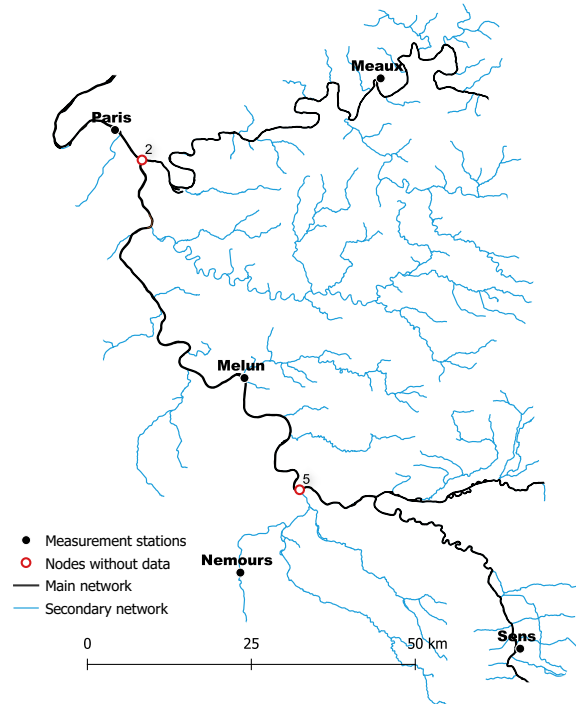 Meaux
Paris
2
Melun
5
Measurement stations
Nodes without data
Main network
Secondary network
Nemours
Sens
0 25 50 km